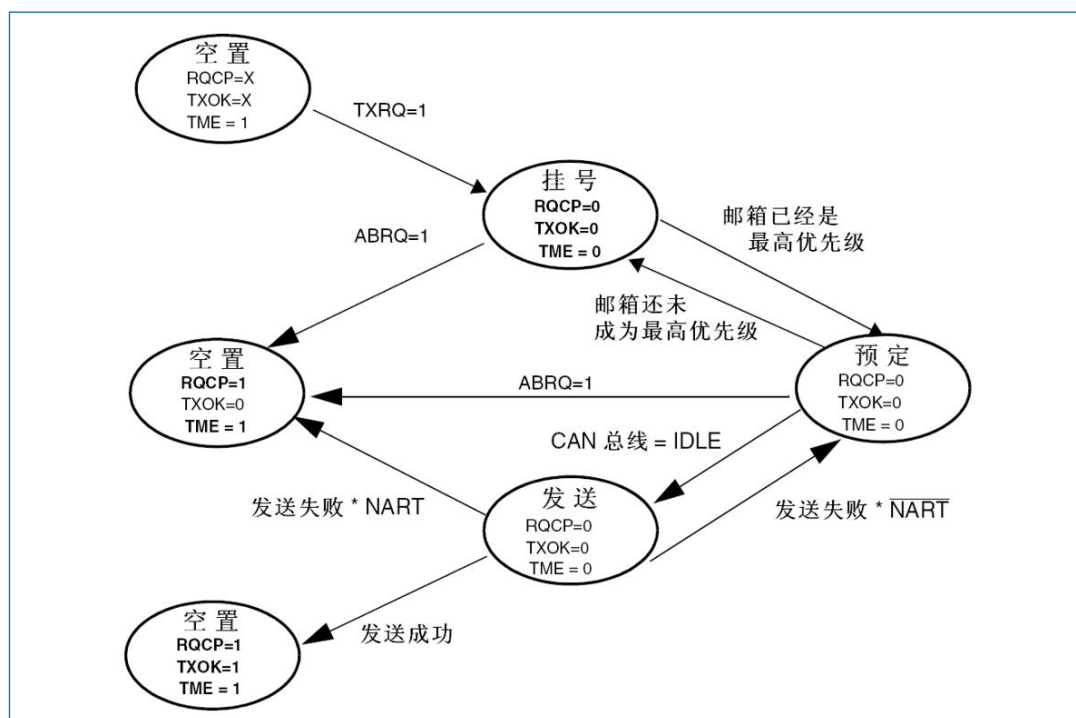 空置
RQCP=X
TXOK=X
TME = 1
TXRQ=1
挂号
RQCP=0
TXOK=0
TME = 0
邮箱已经是
最高优先级
ABRQ=1
邮箱还未
成为最高优先级
空置
RQCP=1
TXOK=0
TME = 1
ABRQ=1
预定
RQCP=0
TXOK=0
TME = 0
CAN 总线 = IDLE
发送失败 * NART
发送
RQCP=0
TXOK=0
TME = 0
发送失败 * N̅A̅R̅T̅
发送成功
空置
RQCP=1
TXOK=1
TME = 1